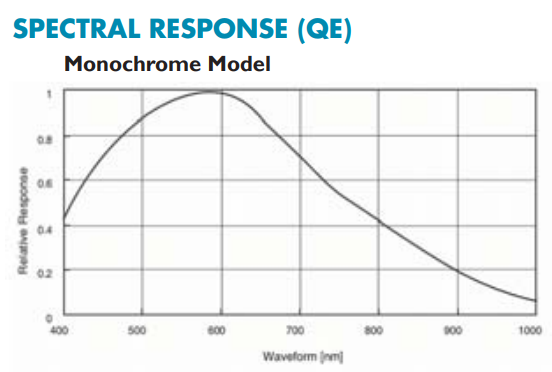 SPECTRAL RESPONSE (QE)
Monochrome Model
Relative Response
1
0.8
0.6
0.4
0.2
0
400 500 600 700 800 900 1000
Waveform [nm]